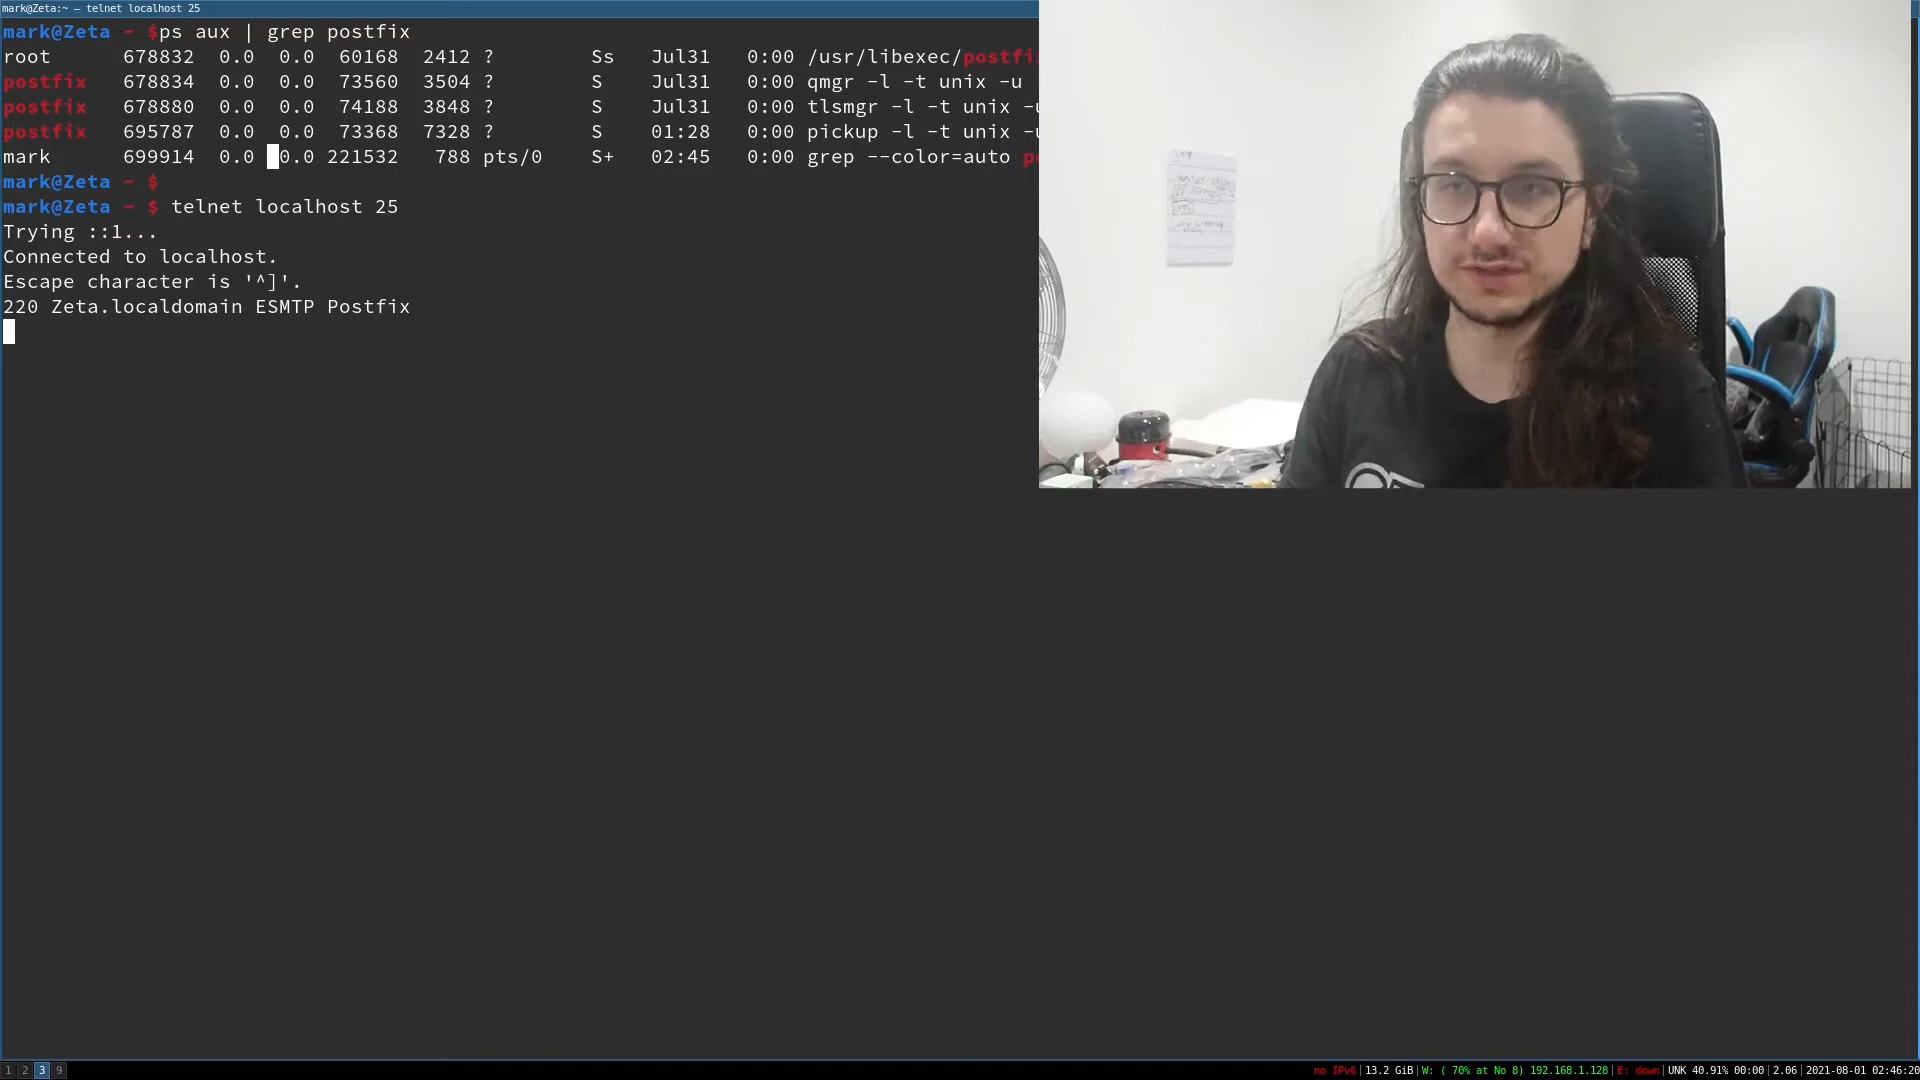 mark@Zeta:~ — telnet localhost 25
mark@Zeta ~ $ps aux | grep postfix
root 678832 0.0 0.0 60168 2412 ? Ss Jul31 0:00 /usr/libexec/postfi
postfix 678834 0.0 0.0 73560 3504 ? S Jul31 0:00 qmgr -l -t unix -u
postfix 678880 0.0 0.0 74188 3848 ? S Jul31 0:00 tlsmgr -l -t unix -u
postfix 695787 0.0 0.0 73368 7328 ? S 01:28 0:00 pickup -l -t unix -u
mark 699914 0.0 0.0 221532 788 pts/0 S+ 02:45 0:00 grep --color=auto po
mark@Zeta ~ $
mark@Zeta ~ $ telnet localhost 25
Trying ::1...
Connected to localhost.
Escape character is '^]'.
220 Zeta.localdomain ESMTP Postfix
1 2 3 9
no IPv6|13.2 GiB|W: ( 70% at No 8) 192.168.1.128|E: down|UNK 40.91% 00:00|2.06|2021-08-01 02:46:20